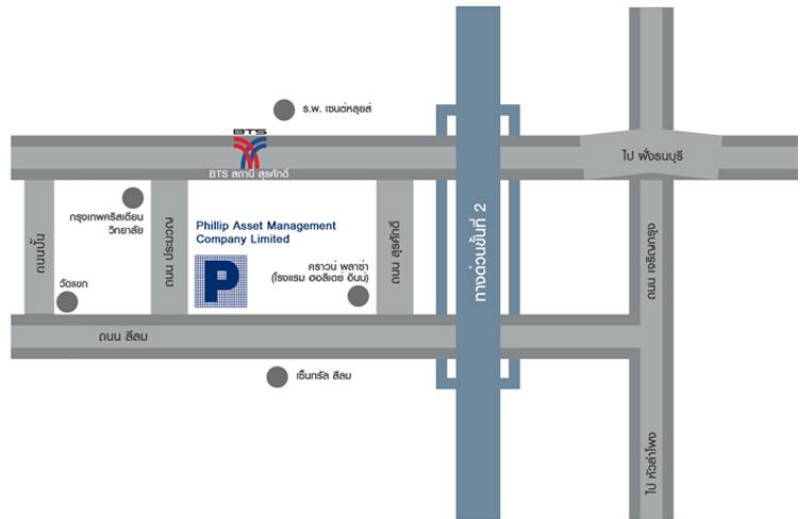 ร.พ. เซนต์หลุยส์
BTS
BTS สถานี สุรศักดิ์
ไป ฝั่งธนบุรี
กรุงเทพคริสเตียน
วิทยาลัย
ถนนปั้น
ถนน ประมวญ
Phillip Asset Management
Company Limited
P
คราวน์ พลาซ่า
(โรงแรม ฮอลิเดย์ อินน์)
ถนน สุรศักดิ์
ทางด่วนขั้นที่ 2
ถนน เจริญกรุง
วัดแขก
ถนน สีลม
เซ็นทรัล สีลม
ไป หัวลำโพง